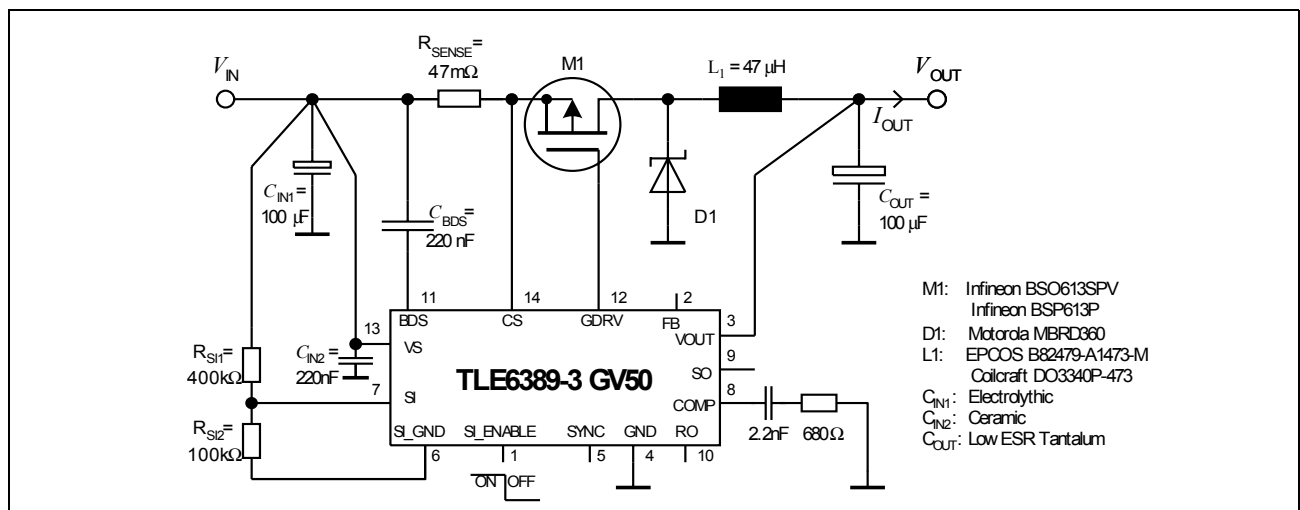 R_SENSE=
47mΩ
M1
L₁ = 47 µH
V_IN
V_OUT
I_OUT
C_IN1=
100 µF
C_BDS=
220 nF
D1
C_OUT =
100 µF
11
14
12
2
BDS
CS
GDRV
FB
3
VOUT
13
VS
9
SO
R_SI1=
400kΩ
C_IN2=
220nF
7
SI
TLE6389-3 GV50
8
COMP
2.2nF
680Ω
R_SI2=
100kΩ
SI_GND
SI_ENABLE
SYNC
GND
RO
6
1
5
4
10
ON
OFF
M1: Infineon BSO613SPV
Infineon BSP613P
D1: Motorola MBRD360
L1: EPCOS B82479-A1473-M
Coilcraft DO3340P-473
C_IN1: Electrolythic
C_IN2: Ceramic
C_OUT: Low ESR Tantalum